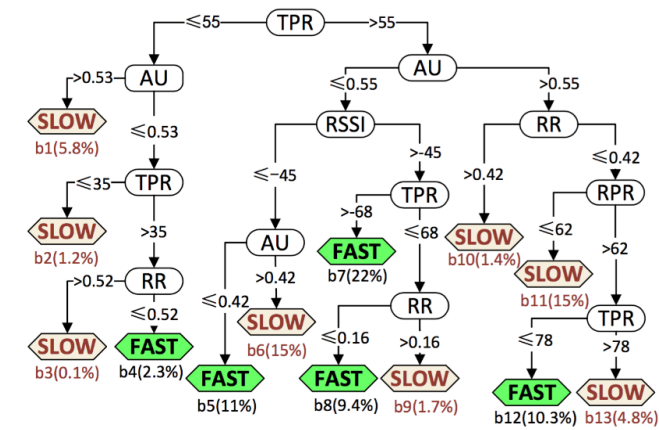 ≤55 TPR >55
>0.53 AU
AU
≤0.55 >0.55
SLOW
b1(5.8%)
≤0.53
RSSI
RR
≤35 TPR
≤-45
>-45
>0.42
≤0.42
SLOW
b2(1.2%)
>35
>-68 TPR
≤68
RPR
≤62
>62
AU
FAST
b7(22%)
SLOW
b10(1.4%)
SLOW
b11(15%)
>0.52 RR
≤0.52
≤0.42
>0.42
RR
TPR
SLOW
b3(0.1%)
FAST
b4(2.3%)
SLOW
b6(15%)
≤0.16
>0.16
≤78
>78
FAST
b5(11%)
FAST
b8(9.4%)
SLOW
b9(1.7%)
FAST
b12(10.3%)
SLOW
b13(4.8%)